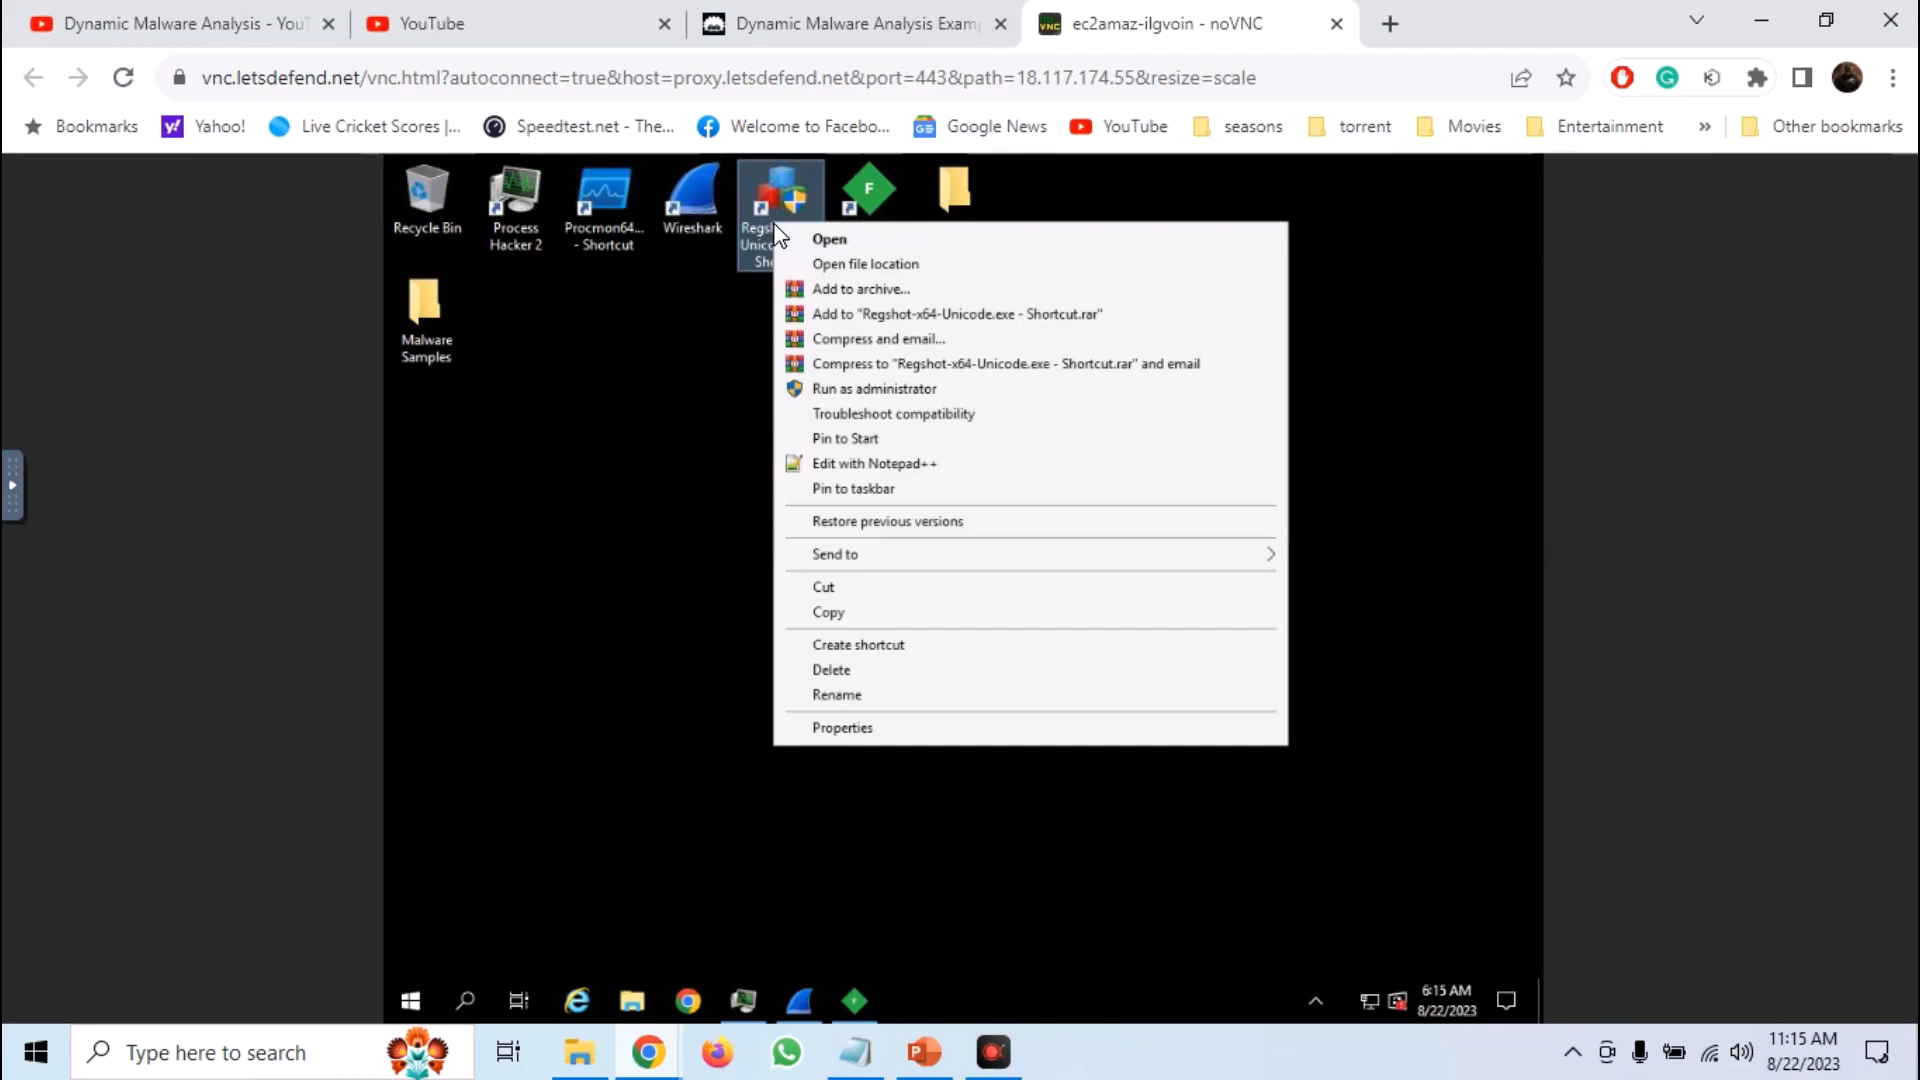 Dynamic Malware Analysis - You
YouTube
Dynamic Malware Analysis Exam
ec2amaz-ilgvoin - noVNC
vnc.letsdefend.net/vnc.html?autoconnect=true&host=proxy.letsdefend.net&port=443&path=18.117.174.55&resize=scale
Bookmarks
Yahoo!
Live Cricket Scores |...
Speedtest.net - The...
Welcome to Facebo...
Google News
YouTube
seasons
torrent
Movies
Entertainment
»
Other bookmarks
Recycle Bin
Process
Hacker 2
Procmon64...
- Shortcut
Wireshark
F
Malware
Samples
Open
Open file location
Add to archive...
Add to "Regshot-x64-Unicode.exe - Shortcut.rar"
Compress and email...
Compress to "Regshot-x64-Unicode.exe - Shortcut.rar" and email
Run as administrator
Troubleshoot compatibility
Pin to Start
Edit with Notepad++
Pin to taskbar
Restore previous versions
Send to
Cut
Copy
Create shortcut
Delete
Rename
Properties
6:15 AM
8/22/2023
Type here to search
11:15 AM
8/22/2023